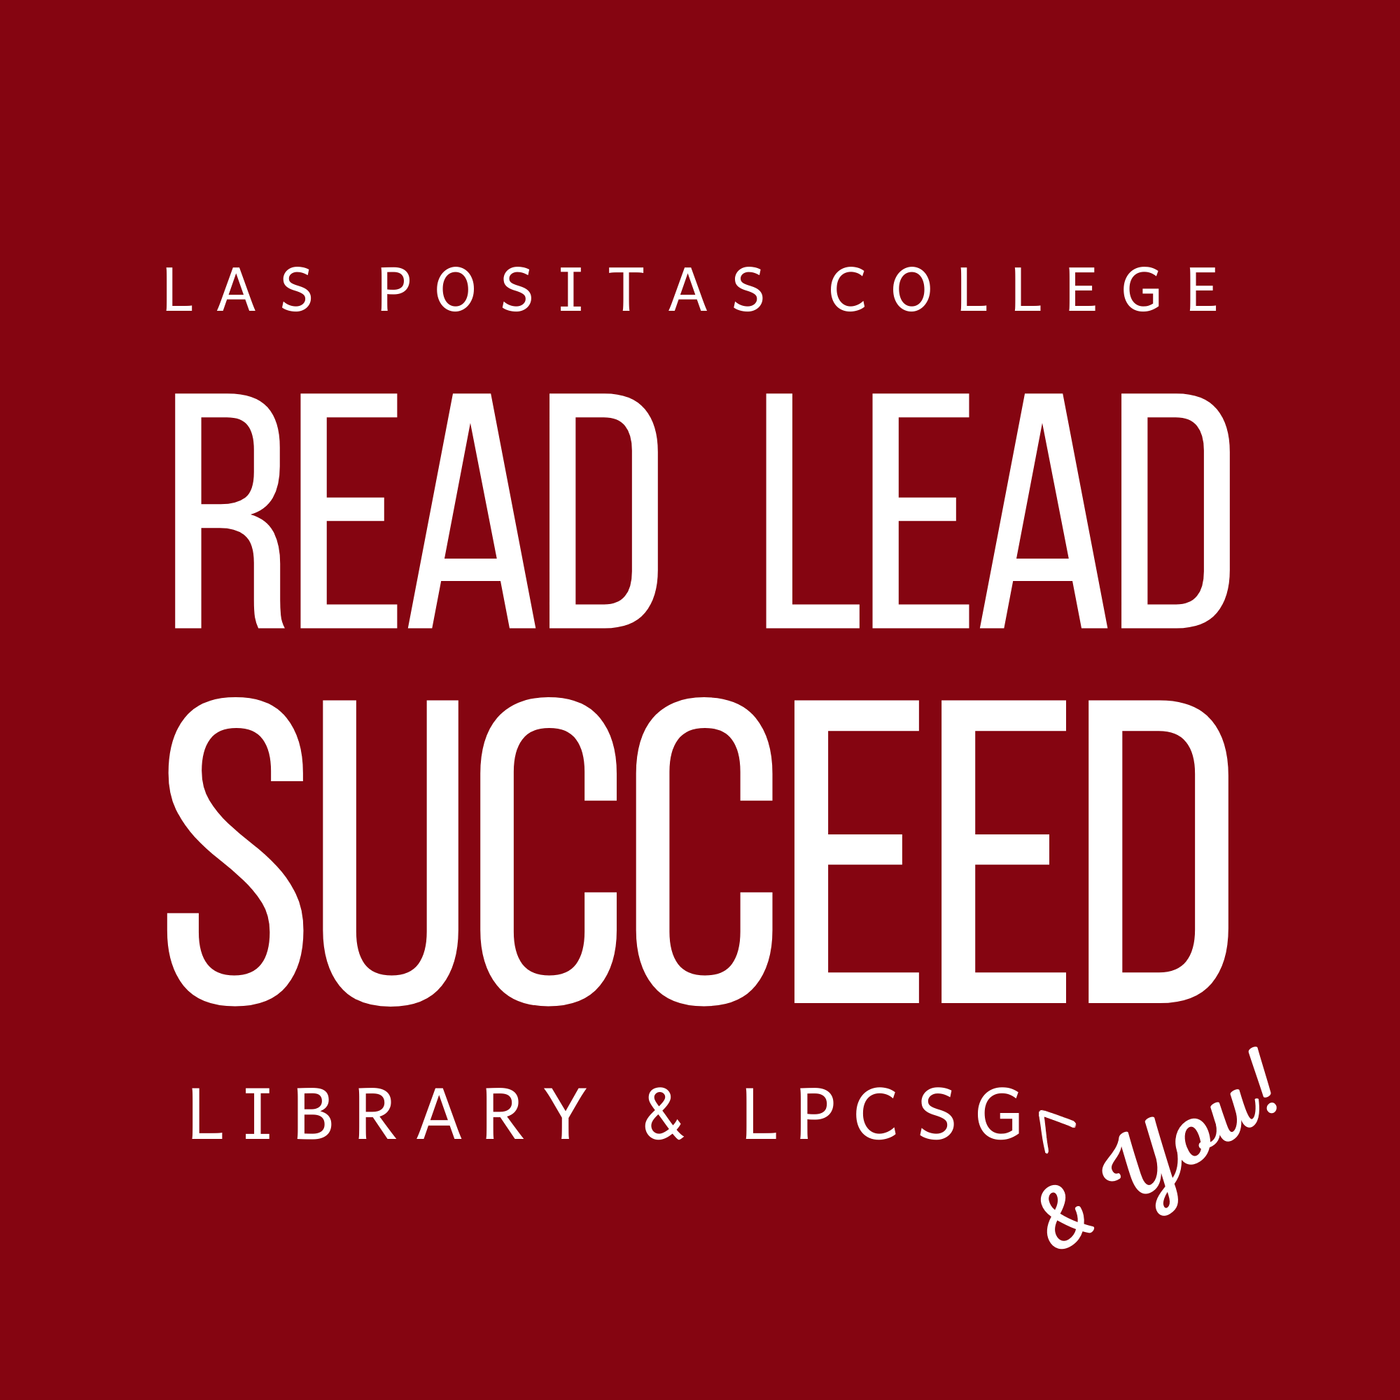 LAS POSITAS COLLEGE
READ LEAD
SUCCEED
LIBRARY & LPCSG
& You!